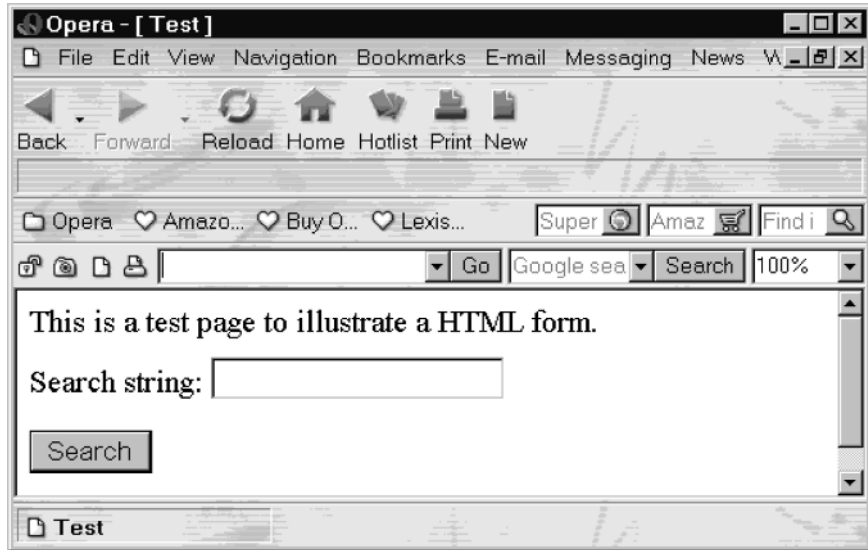 Opera - [ Test ]
File Edit View Navigation Bookmarks E-mail Messaging News
Back Forward Reload Home Hotlist Print New
Opera Amazo... Buy O... Lexis... Super Amaz Find i
Go Google sea Search 100%
This is a test page to illustrate a HTML form.
Search string:
Search
Test